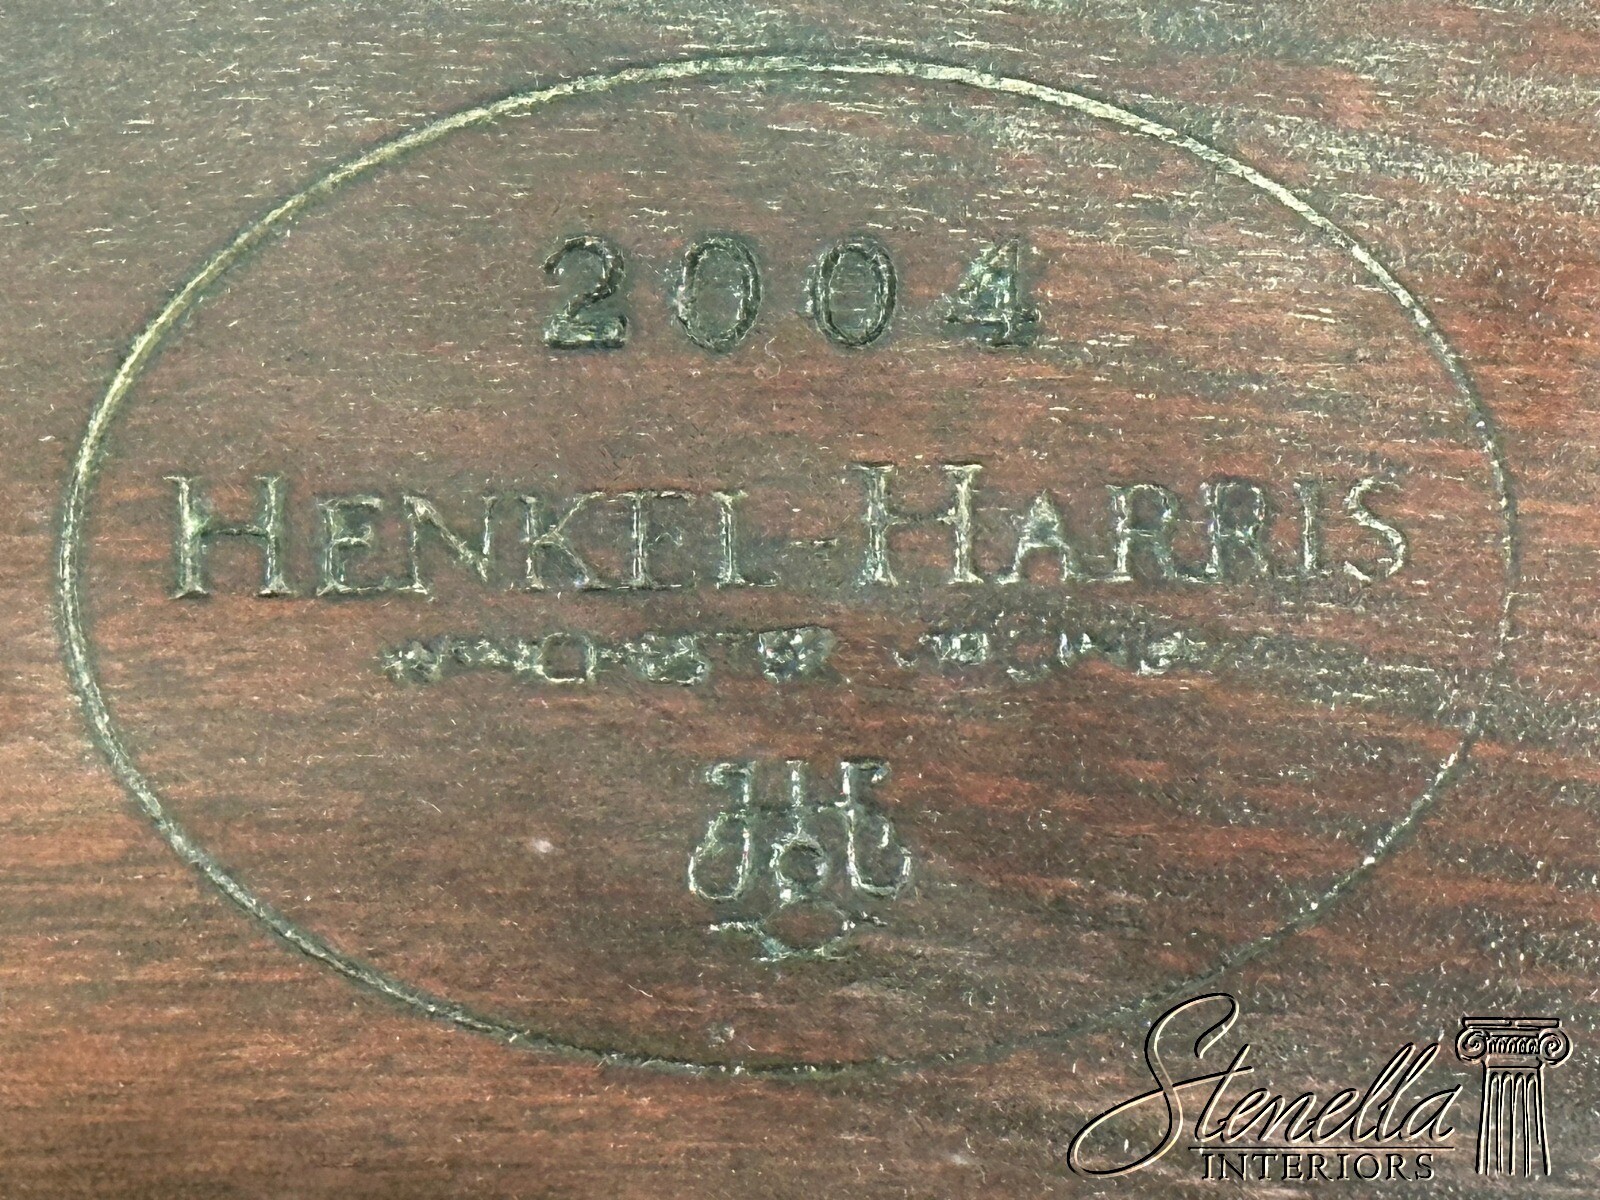 2004
HENKEL-HARRIS
Stenella
INTERIORS